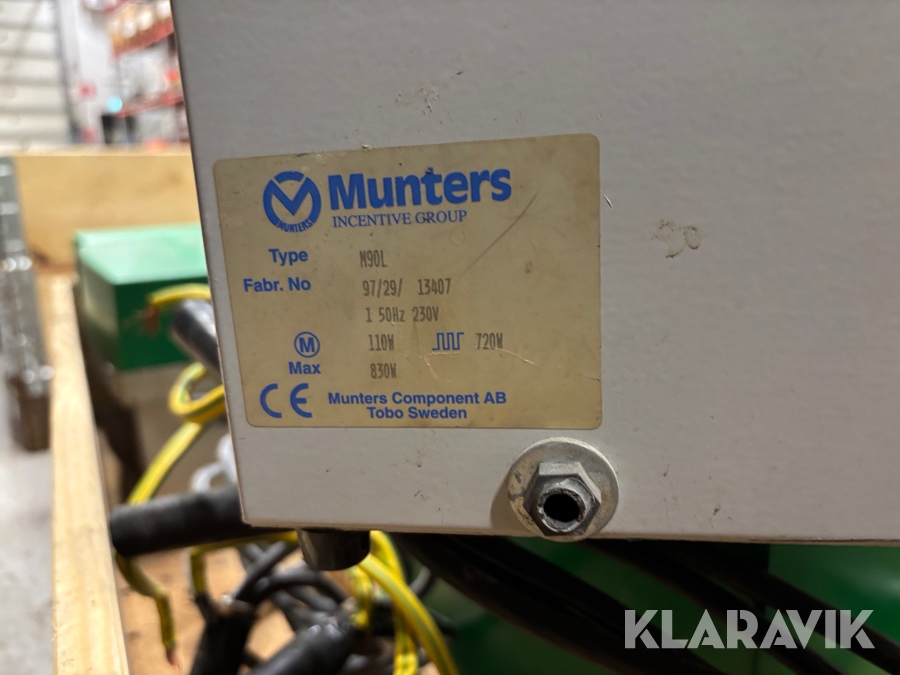 MUNTERS
Munters
INCENTIVE GROUP
Type M90L
Fabr. No 97/29/ 13407
1 50Hz 230V
M 110W 720W
Max 830W
CE Munters Component AB
Tobo Sweden
KLARAVIK